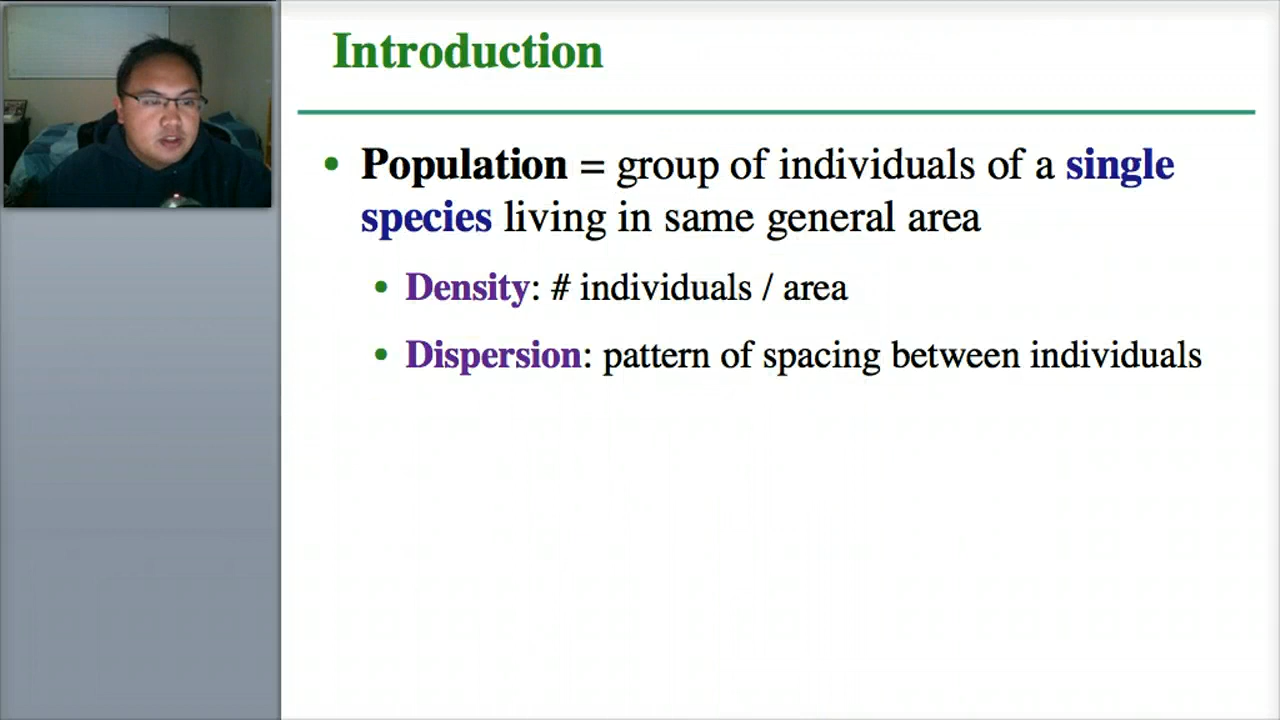 Introduction
• Population = group of individuals of a single
species living in same general area
• Density: # individuals / area
• Dispersion: pattern of spacing between individuals